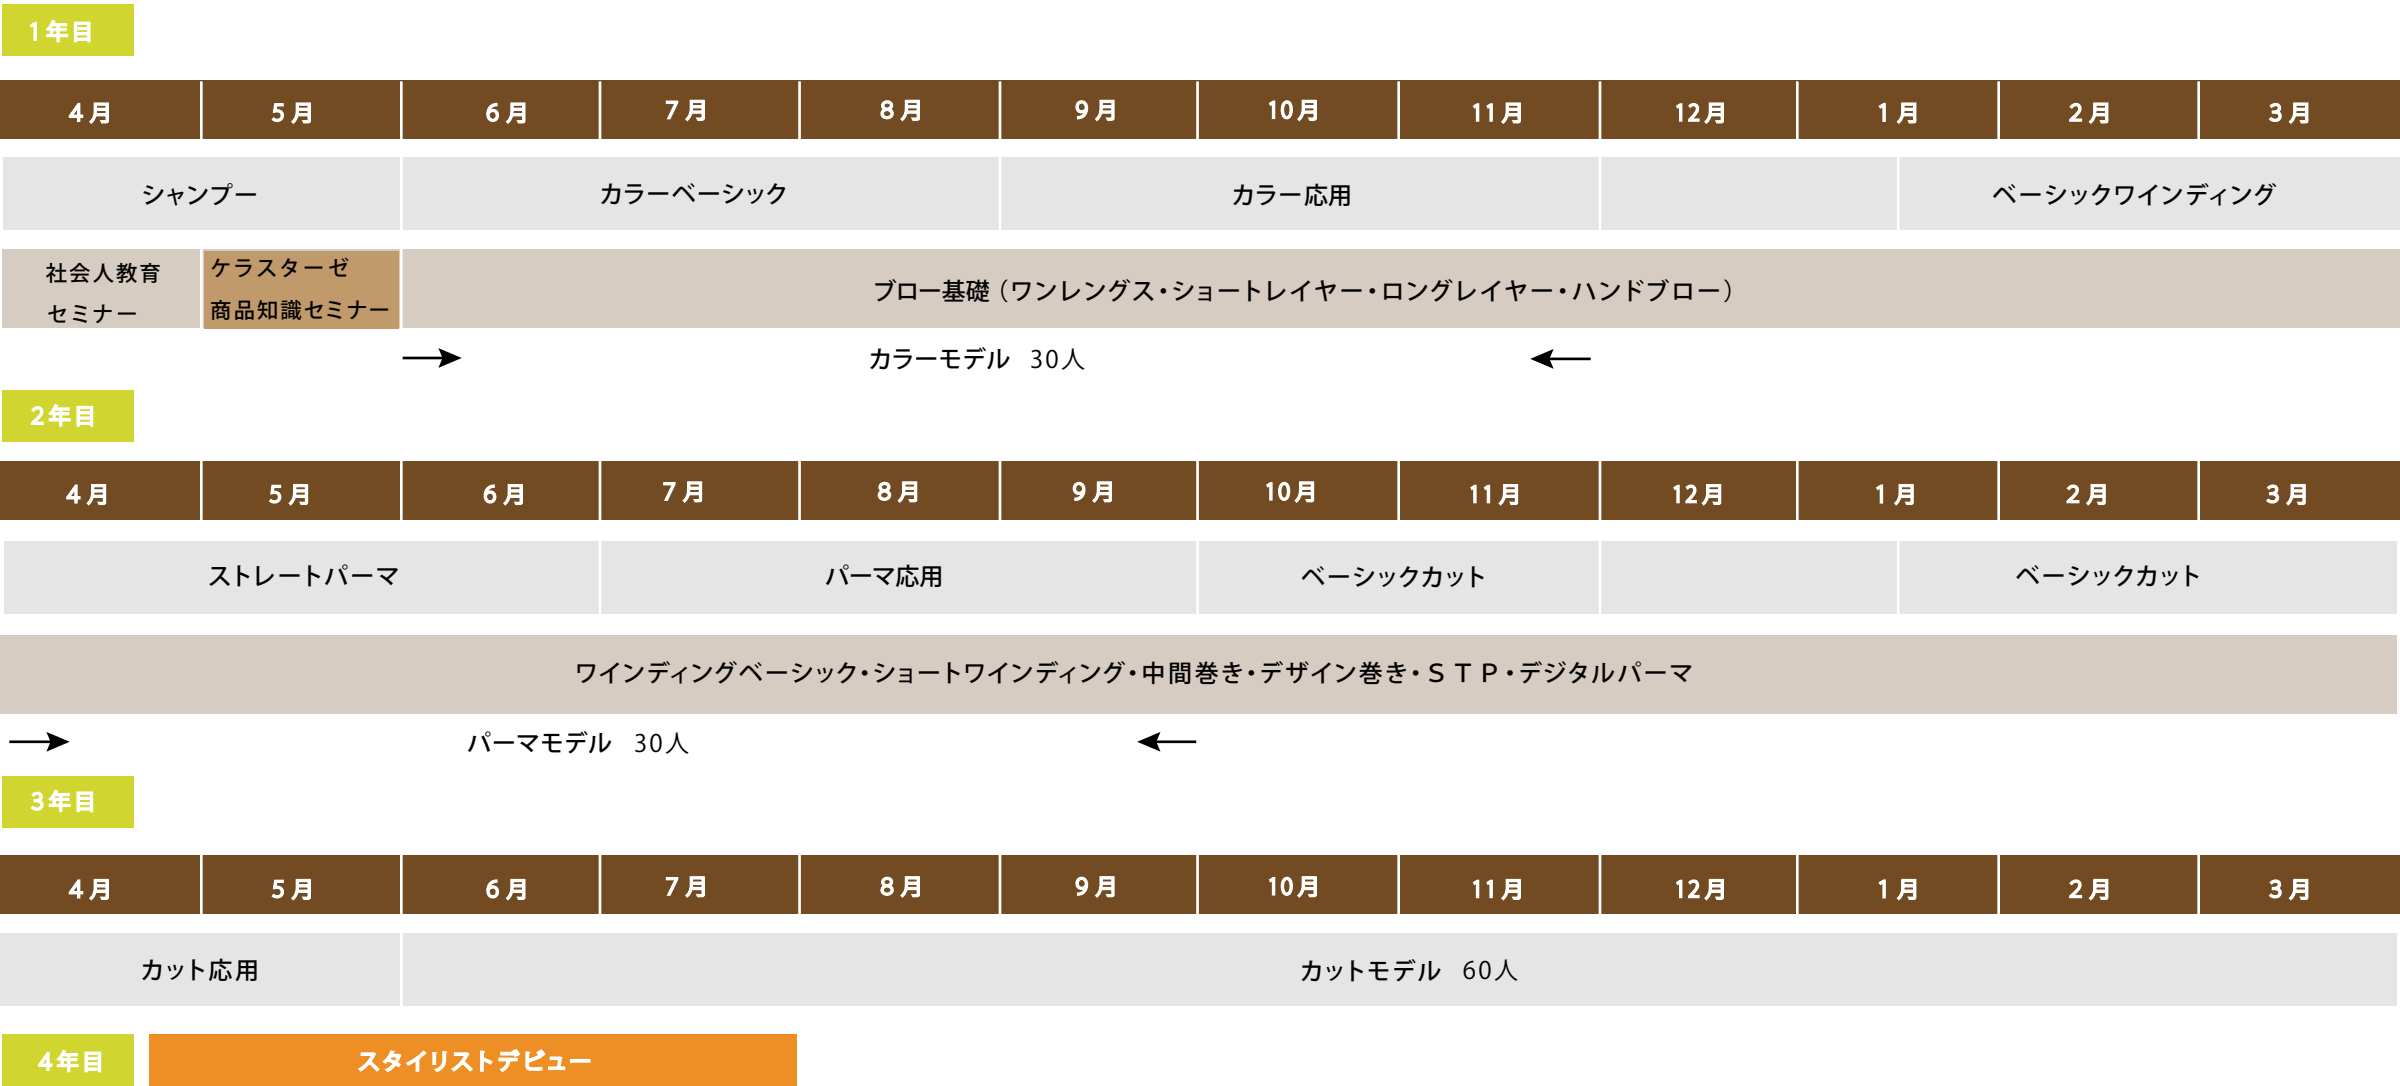 1年目
4月 5月 6月 7月 8月 9月 10月 11月 12月 1月 2月 3月
シャンプー カラーベーシック カラー応用 ベーシックワインディング
社会人教育
セミナー
ケラスターゼ
商品知識セミナー
ブロー基礎（ワンレングス・ショートレイヤー・ロングレイヤー・ハンドブロー）
カラーモデル 30人
2年目
4月 5月 6月 7月 8月 9月 10月 11月 12月 1月 2月 3月
ストレートパーマ パーマ応用 ベーシックカット ベーシックカット
ワインディングベーシック・ショートワインディング・中間巻き・デザイン巻き・ＳＴＰ・デジタルパーマ
パーマモデル 30人
3年目
4月 5月 6月 7月 8月 9月 10月 11月 12月 1月 2月 3月
カット応用 カットモデル 60人
4年目 スタイリストデビュー